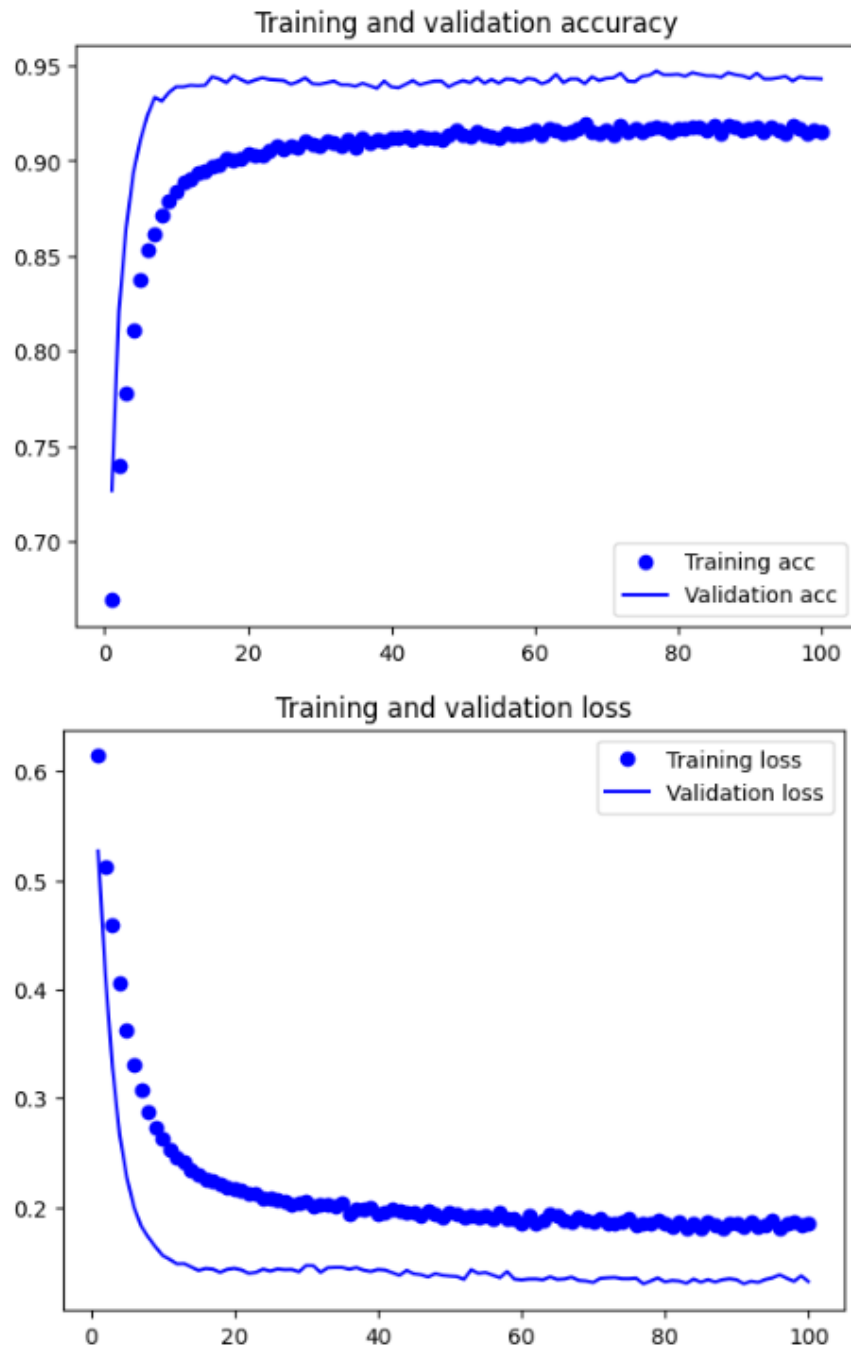 Training and validation accuracy
0.95
0.90
0.85
0.80
0.75
0.70
Training acc
Validation acc
0 20 40 60 80 100
Training and validation loss
0.6
0.5
0.4
0.3
0.2
Training loss
Validation loss
0 20 40 60 80 100